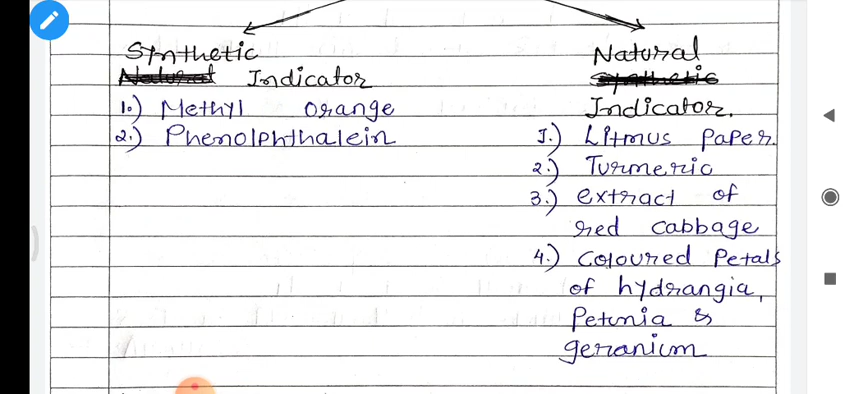 Synthetic
Natural Indicator
1.) Methyl orange
2.) Phenolphthalein
Natural
Synthetic
Indicator.
1.) Litmus paper.
2.) Turmeric
3.) extract of
red cabbage
4.) Coloured Petals
of hydrangia,
Petunia &
geranium